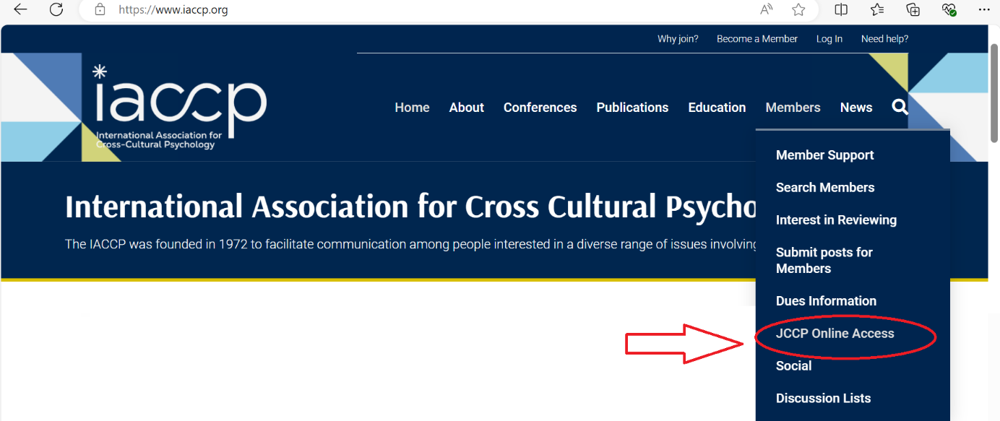 https://www.iaccp.org
Why join? Become a Member Log In Need help?
iaccp
International Association for
Cross-Cultural Psychology
Home About Conferences Publications Education Members News
Member Support
Search Members
Interest in Reviewing
Submit posts for
Members
Dues Information
JCCP Online Access
Social
Discussion Lists
International Association for Cross Cultural Psycho
The IACCP was founded in 1972 to facilitate communication among people interested in a diverse range of issues involving